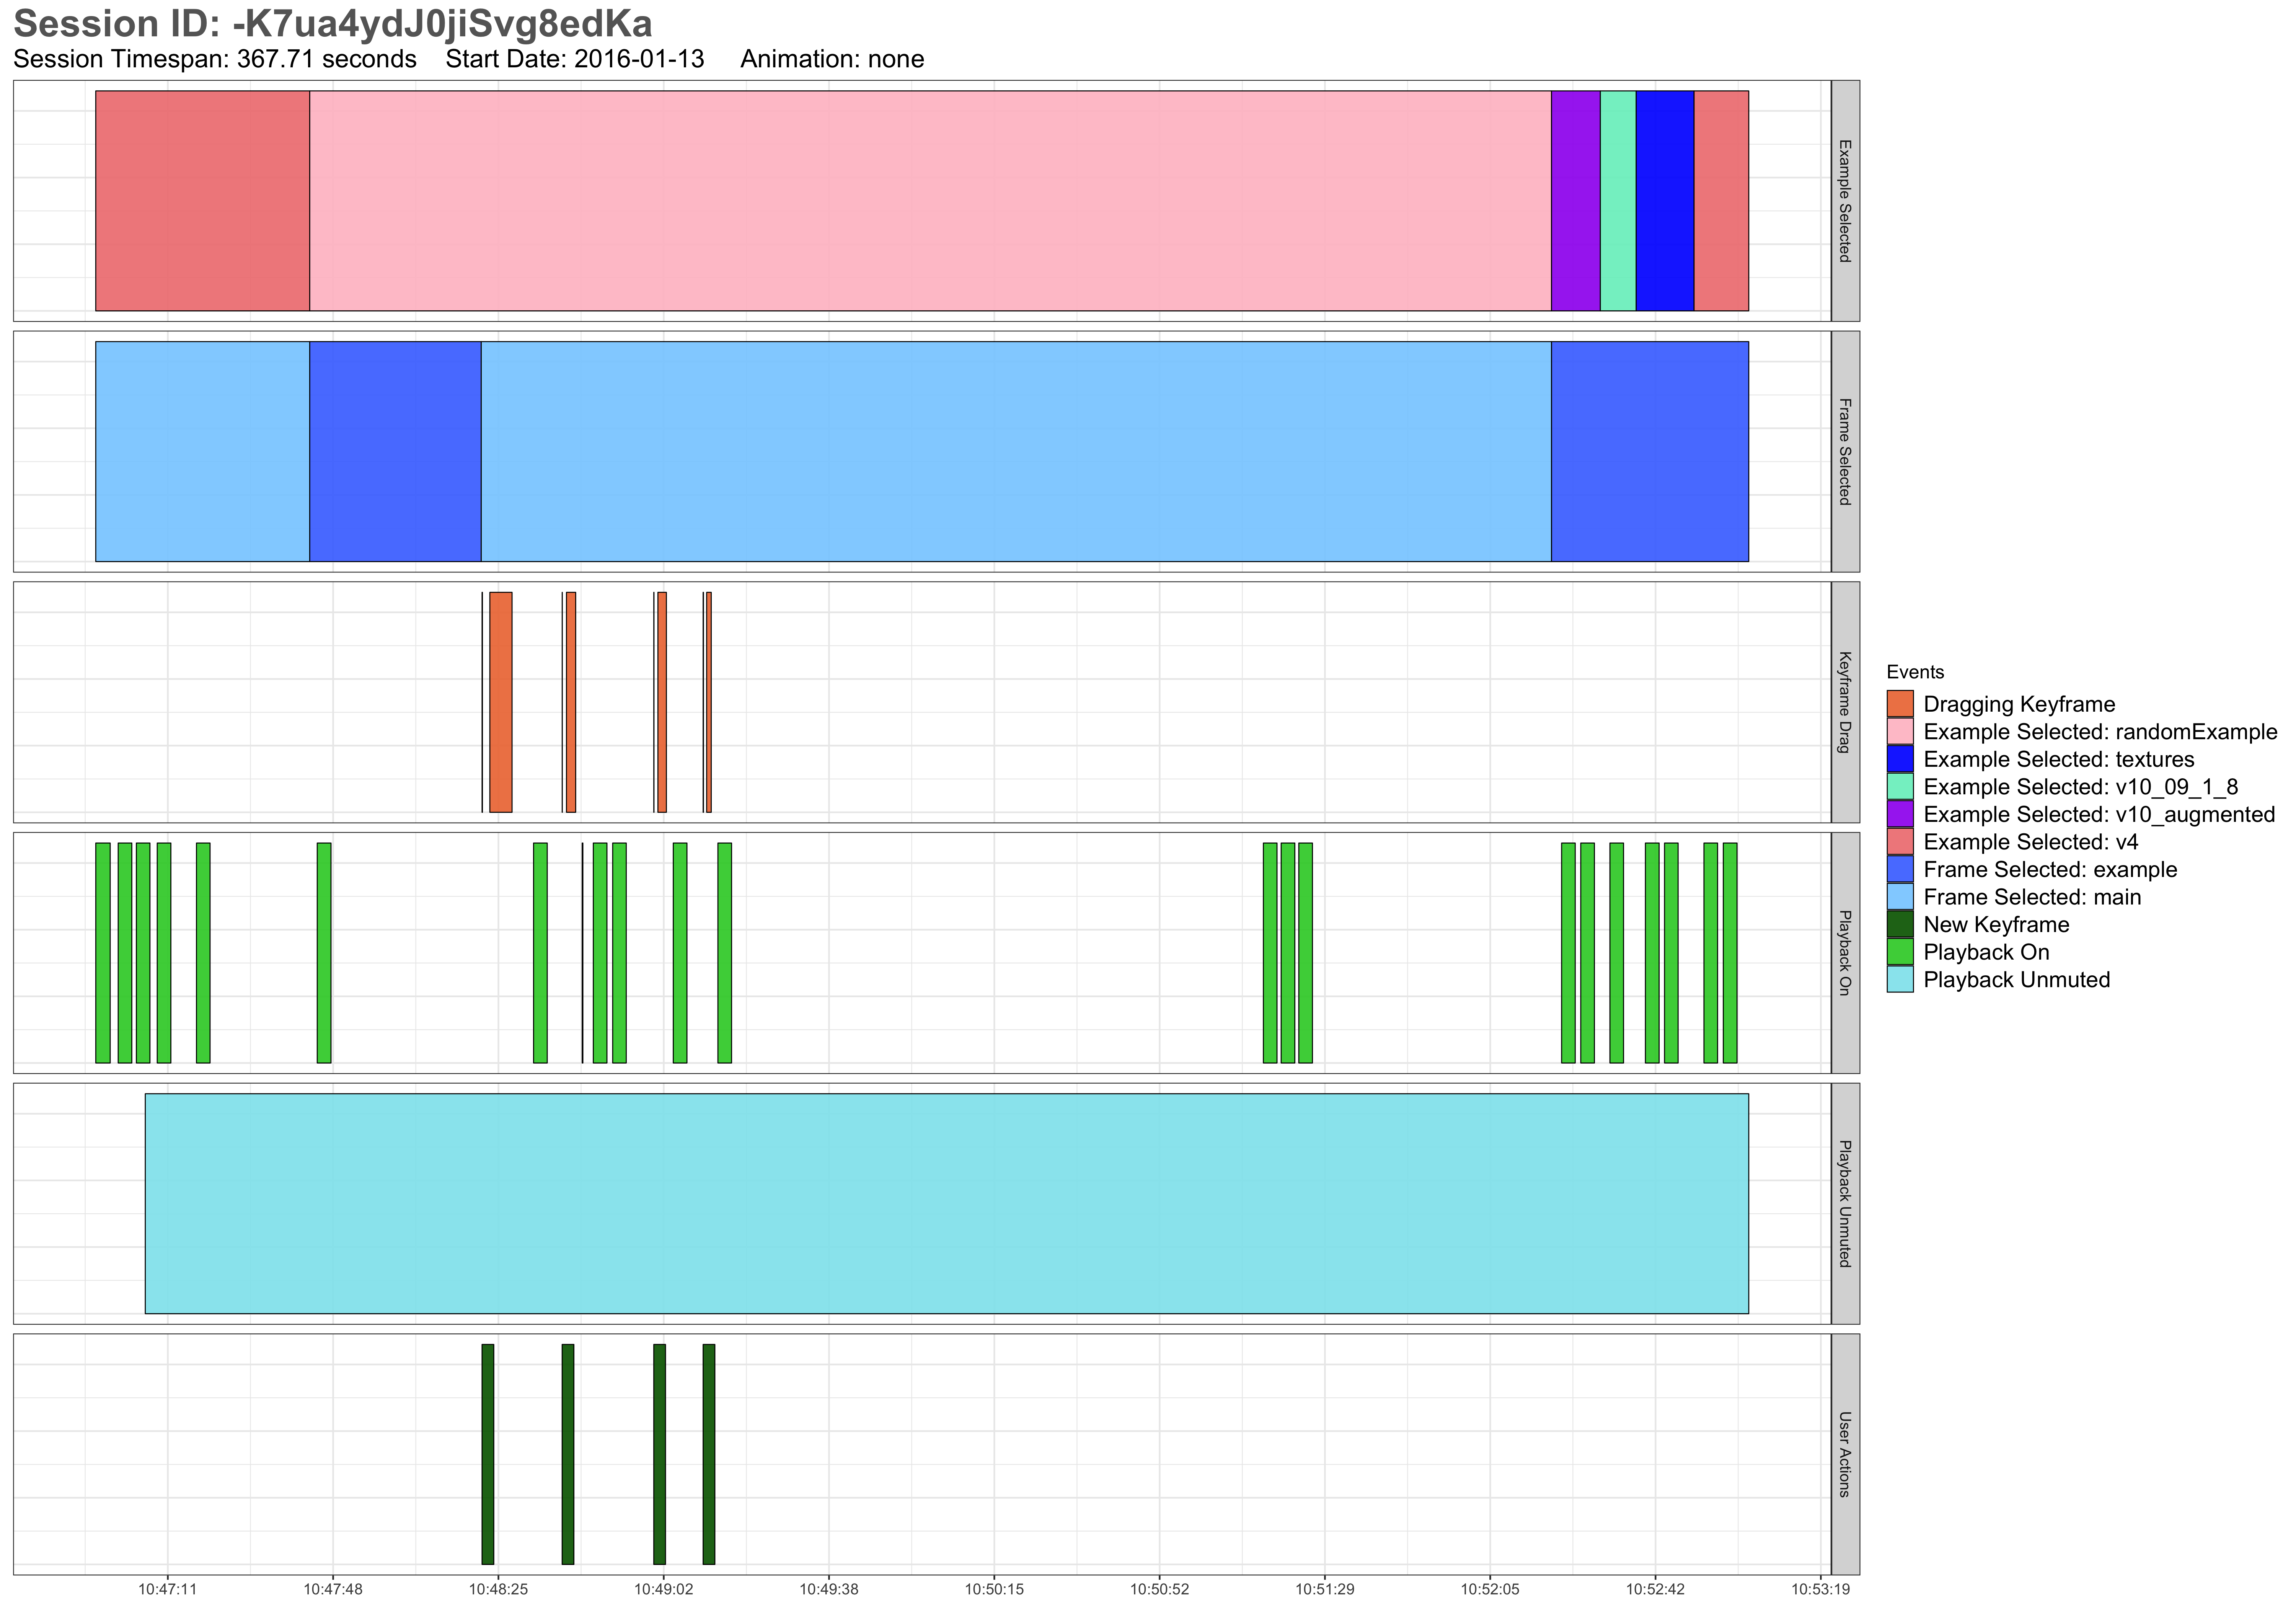 Session ID: -K7ua4ydJ0jiSvg8edKa
Session Timespan: 367.71 seconds    Start Date: 2016-01-13    Animation: none
Example Selected
Frame Selected
Keyframe Drag
Playback On
Playback Unmuted
User Actions
Events
Dragging Keyframe
Example Selected: randomExample
Example Selected: textures
Example Selected: v10_09_1_8
Example Selected: v10_augmented
Example Selected: v4
Frame Selected: example
Frame Selected: main
New Keyframe
Playback On
Playback Unmuted
10:47:11 10:47:48 10:48:25 10:49:02 10:49:38 10:50:15 10:50:52 10:51:29 10:52:05 10:52:42 10:53:19